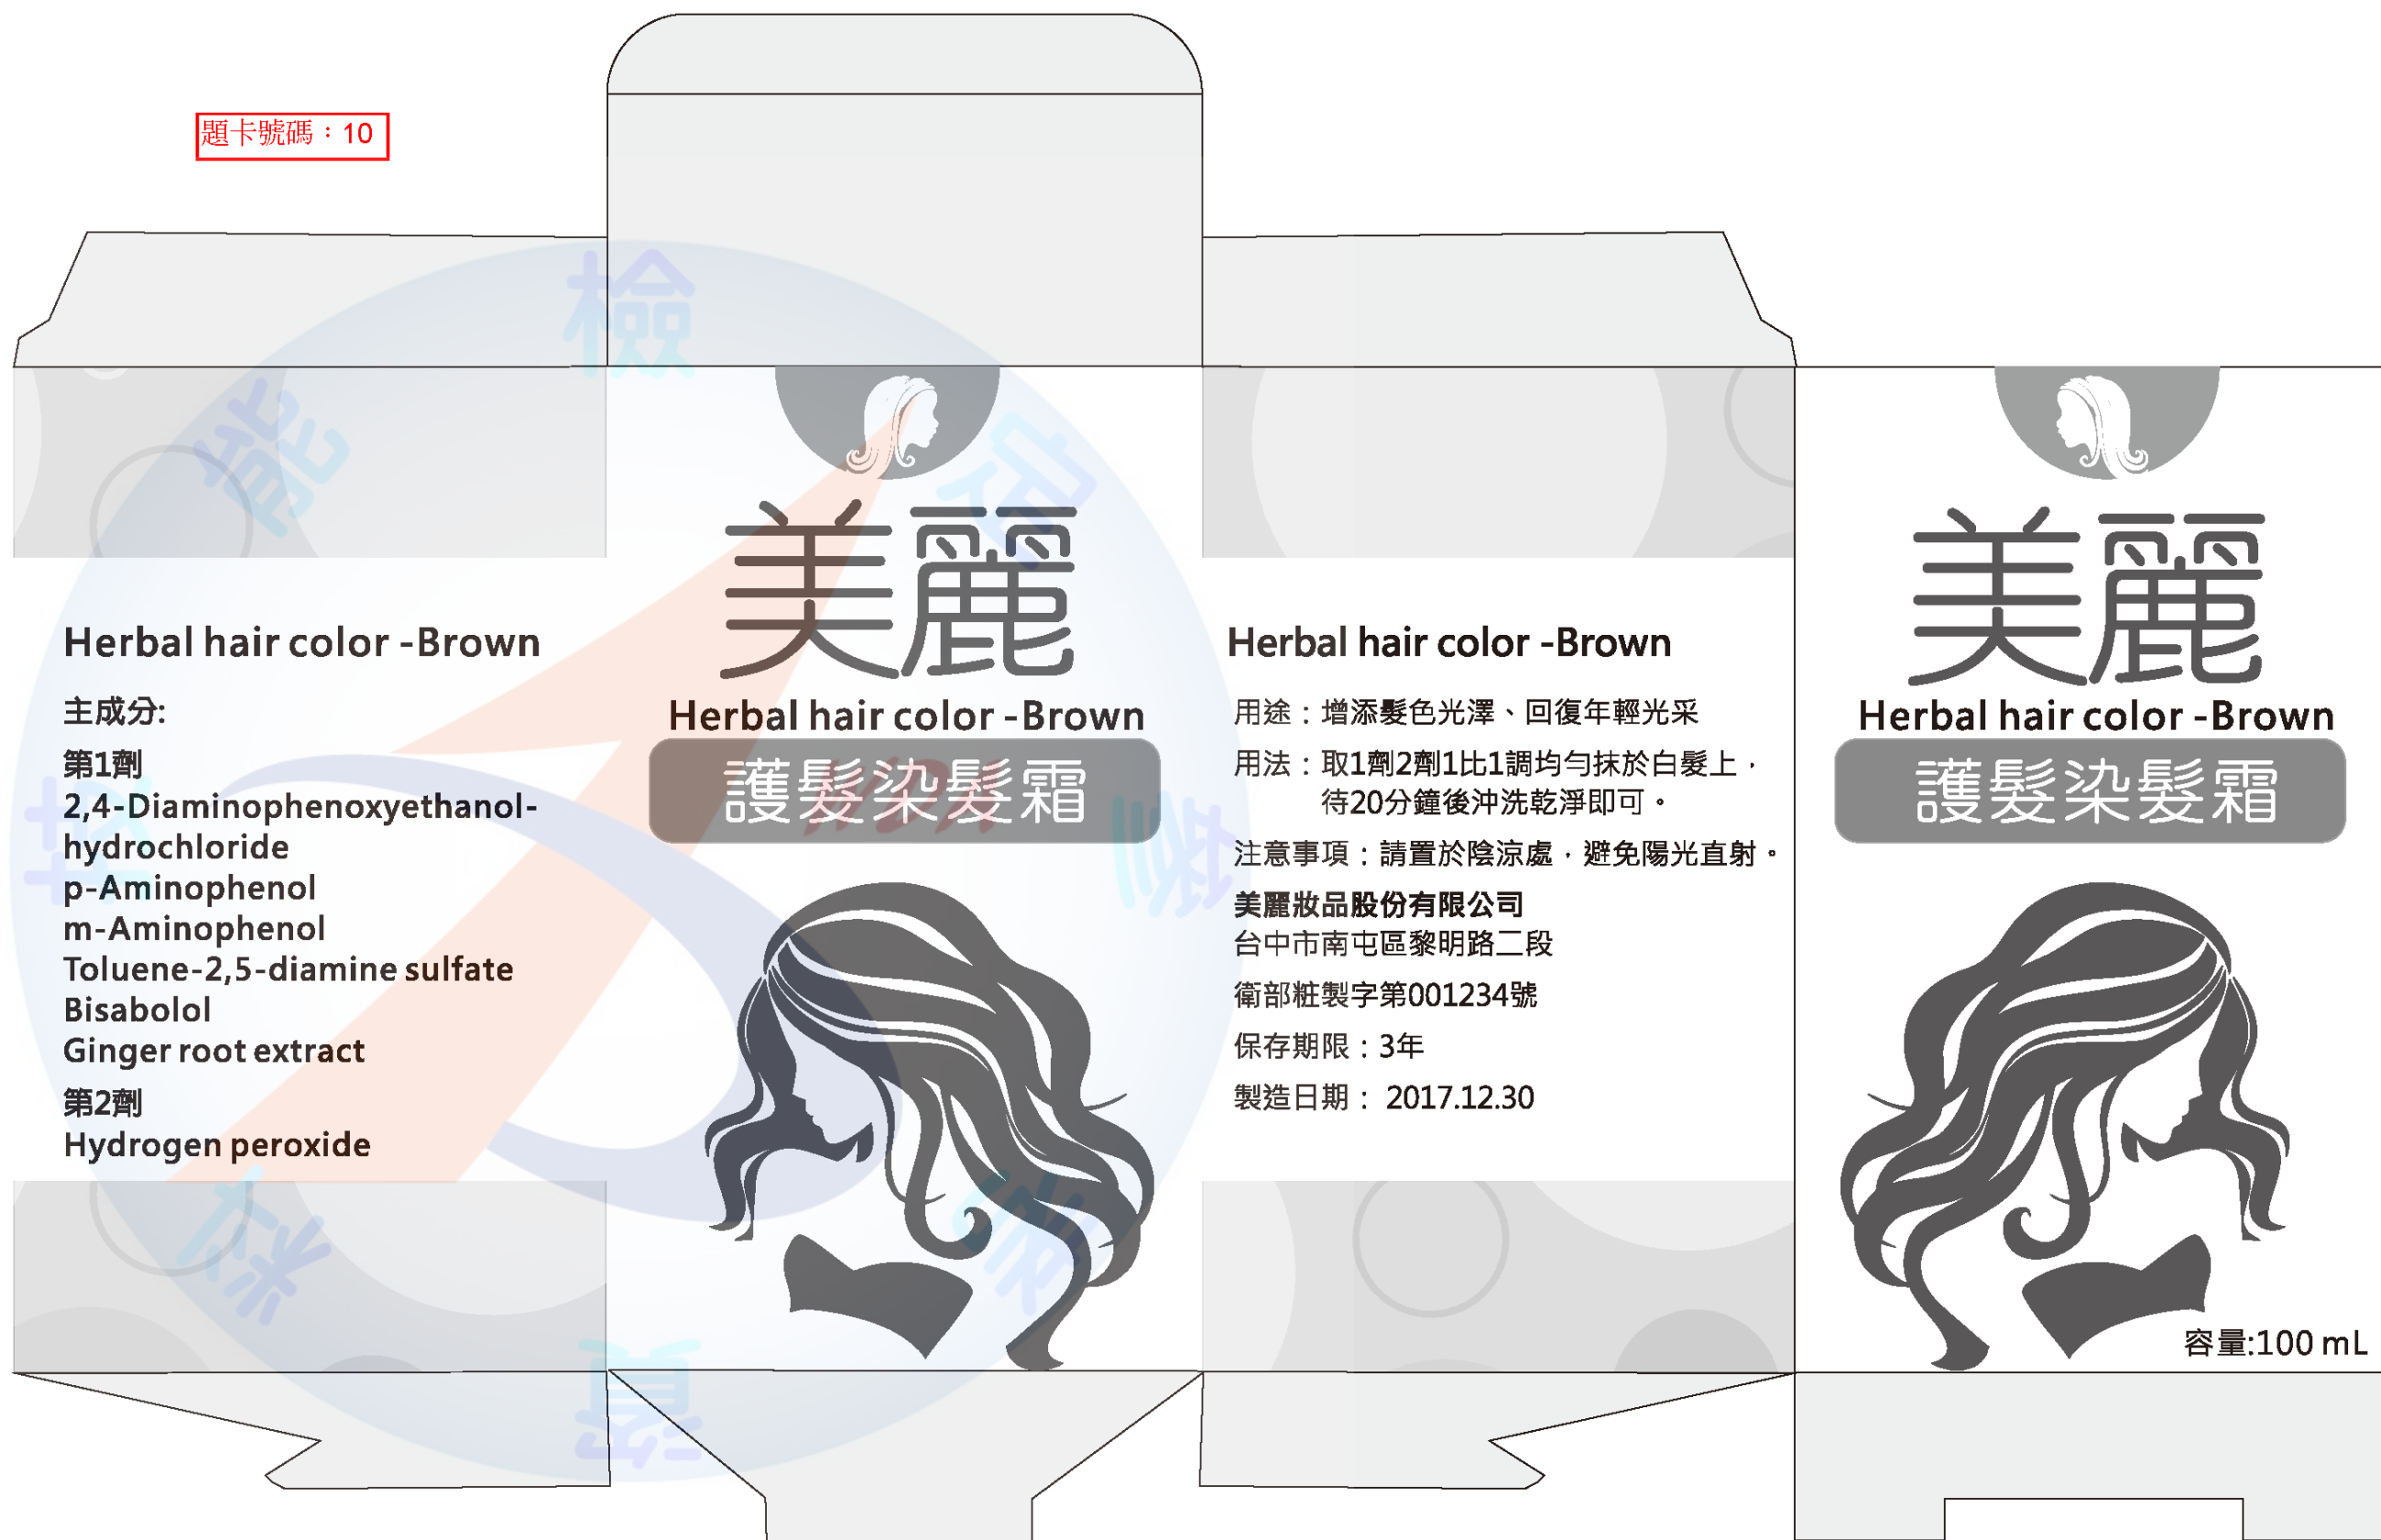 題卡號碼：10
Herbal hair color -Brown
主成分:
第1劑
2,4-Diaminophenoxyethanol-
hydrochloride
p-Aminophenol
m-Aminophenol
Toluene-2,5-diamine sulfate
Bisabolol
Ginger root extract
第2劑
Hydrogen peroxide
美麗
Herbal hair color -Brown
護髮染髮霜
Herbal hair color -Brown
用途：增添髮色光澤、回復年輕光采
用法：取1劑2劑1比1調均勻抹於白髮上，
待20分鐘後沖洗乾淨即可。
注意事項：請置於陰涼處，避免陽光直射。
美麗妝品股份有限公司
台中市南屯區黎明路二段
衛部粧製字第001234號
保存期限：3年
製造日期： 2017.12.30
美麗
Herbal hair color -Brown
護髮染髮霜
容量:100 mL